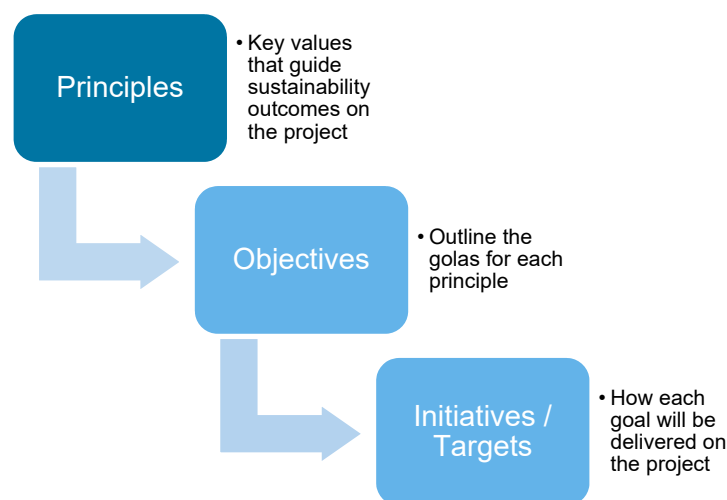 Principles
• Key values
that guide
sustainability
outcomes on
the project
Objectives
• Outline the
golas for each
principle
Initiatives /
Targets
• How each
goal will be
delivered on
the project